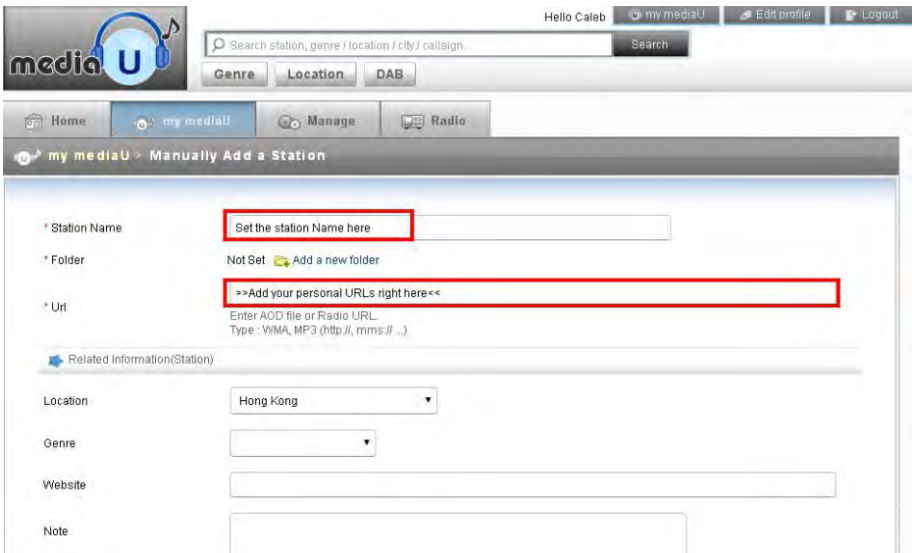 Hello Caleb my mediaU Edit profile Logout
media U
Search station, genre / location / city / callsign... Search
Genre Location DAB
Home my mediaU Manage Radio
my mediaU > Manually Add a Station
* Station Name Set the station Name here
* Folder Not Set Add a new folder
* Url >>Add your personal URLs right here<<
Enter AOD file or Radio URL.
Type : WMA, MP3 (http://, mms:// ...)
Related Information(Station)
Location Hong Kong
Genre
Website
Note